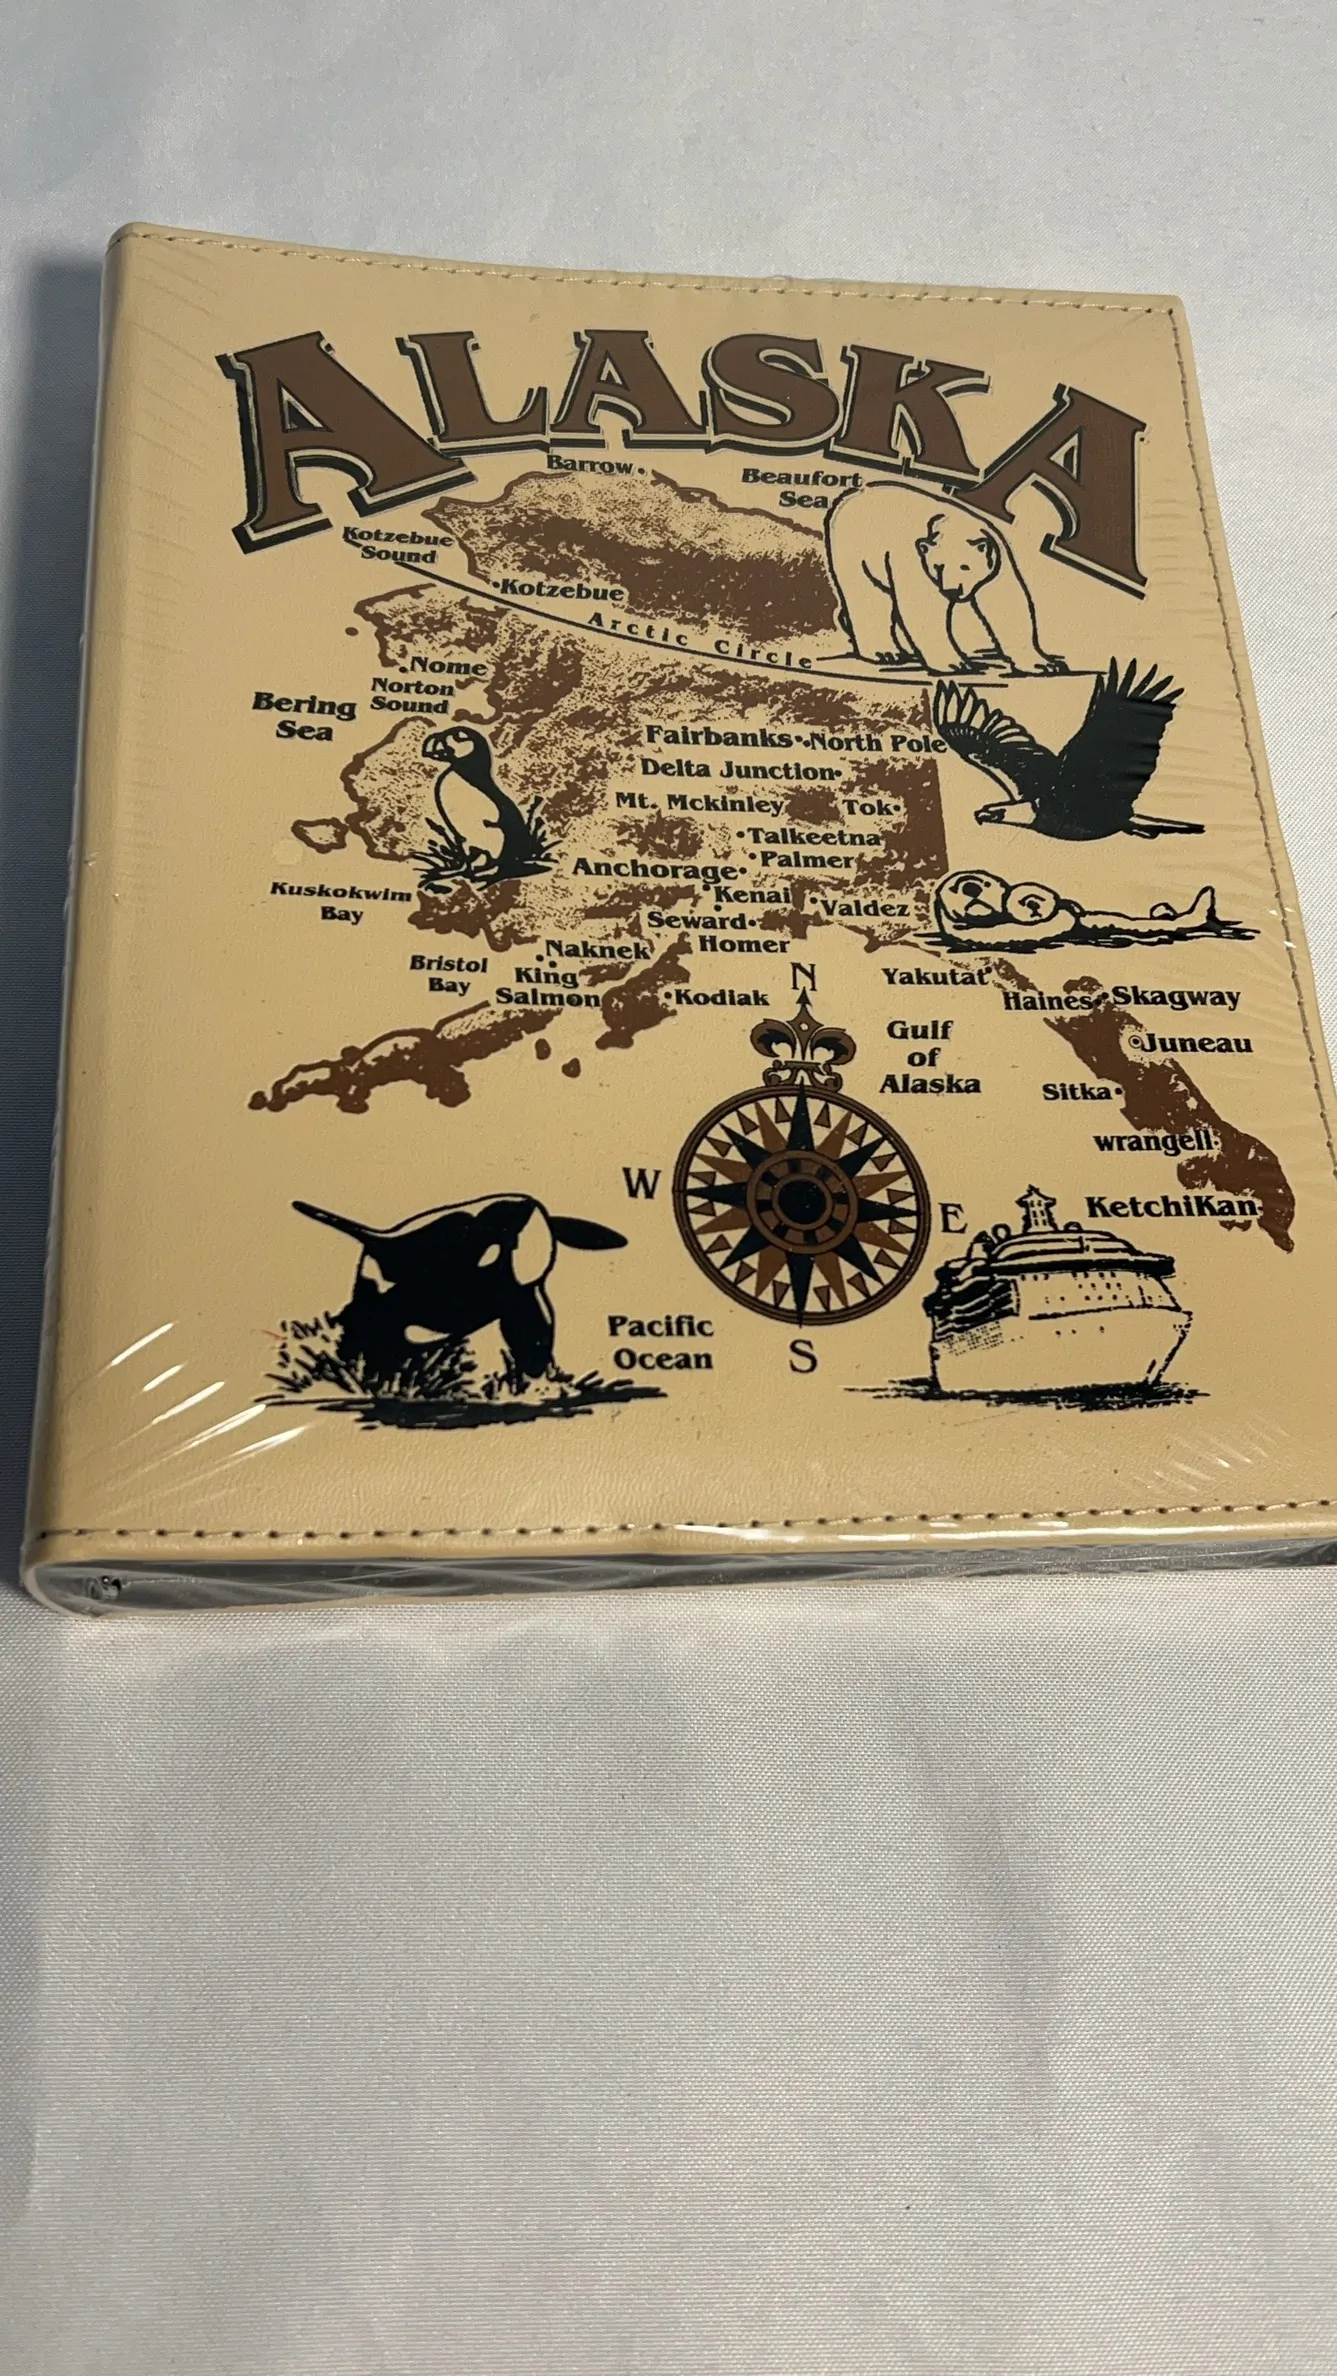 ALASKA
Barrow
Beaufort
Sea
Kotzebue
Sound
Kotzebue
Arctic Circle
Nome
Norton
Sound
Bering
Sea
Fairbanks North Pole
Delta Junction
Mt. Mckinley Tok
Talkeetna
Palmer
Anchorage
Kenai Valdez
Kuskokwim
Bay
Seward
Naknek Homer
Bristol
Bay
King
Salmon
Kodiak
N
Yakutat
Haines Skagway
Gulf
of
Alaska
Juneau
Sitka
wrangell
KetchiKan
W
E
S
Pacific
Ocean